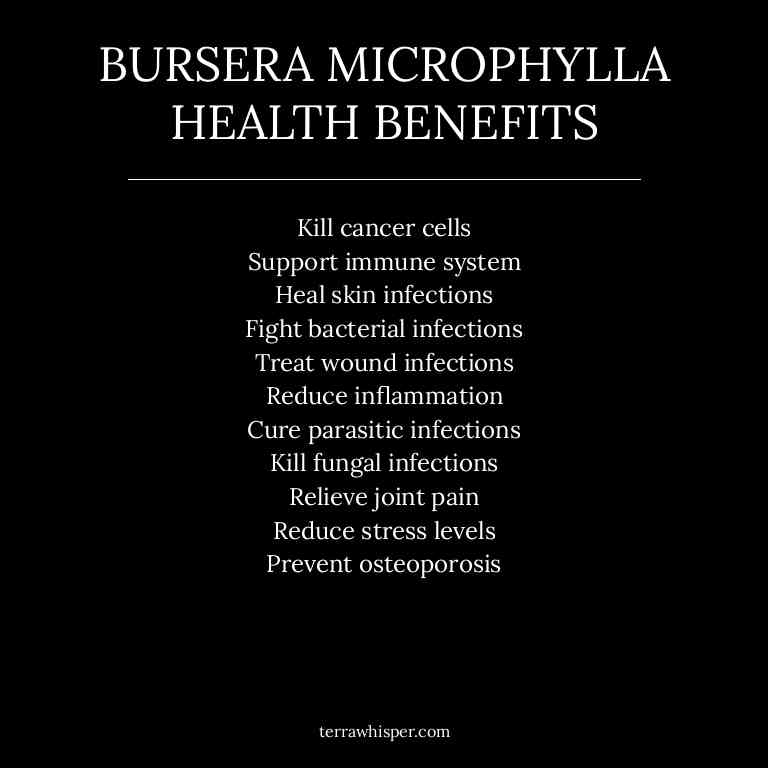 BURSERA MICROPHYLLA
HEALTH BENEFITS
Kill cancer cells
Support immune system
Heal skin infections
Fight bacterial infections
Treat wound infections
Reduce inflammation
Cure parasitic infections
Kill fungal infections
Relieve joint pain
Reduce stress levels
Prevent osteoporosis
terrawhisper.com